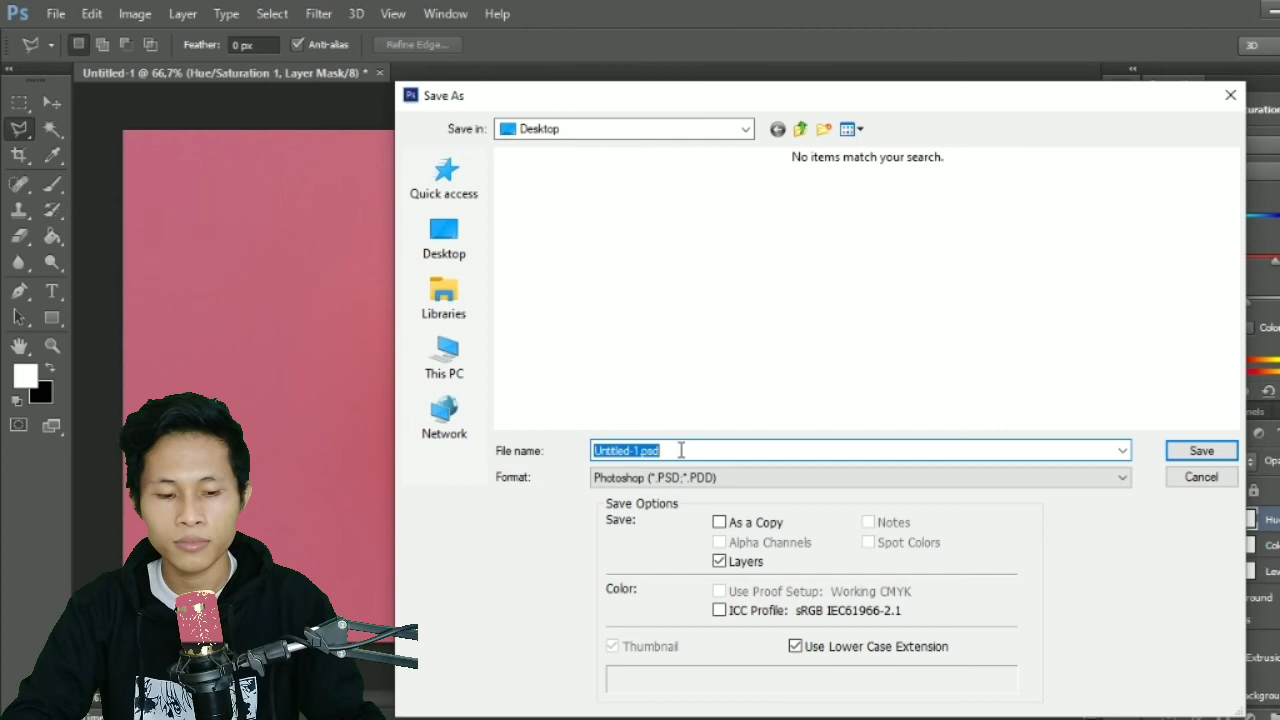 Ps File Edit Image Layer Type Select Filter 3D View Window Help
Feather: 0 px Anti-alias Refine Edge... 3D
Untitled-1 @ 66,7% (Hue/Saturation 1, Layer Mask/8) * ×
Ps Save As
Save in: Desktop
No items match your search.
Quick access
Desktop
Libraries
This PC
Network
File name: Untitled-1.psd Save
Format: Photoshop (*.PSD;*.PDD) Cancel
Save Options
Save: As a Copy Notes
Alpha Channels Spot Colors
Layers
Color: Use Proof Setup: Working CMYK
ICC Profile: sRGB IEC61966-2.1
Thumbnail Use Lower Case Extension